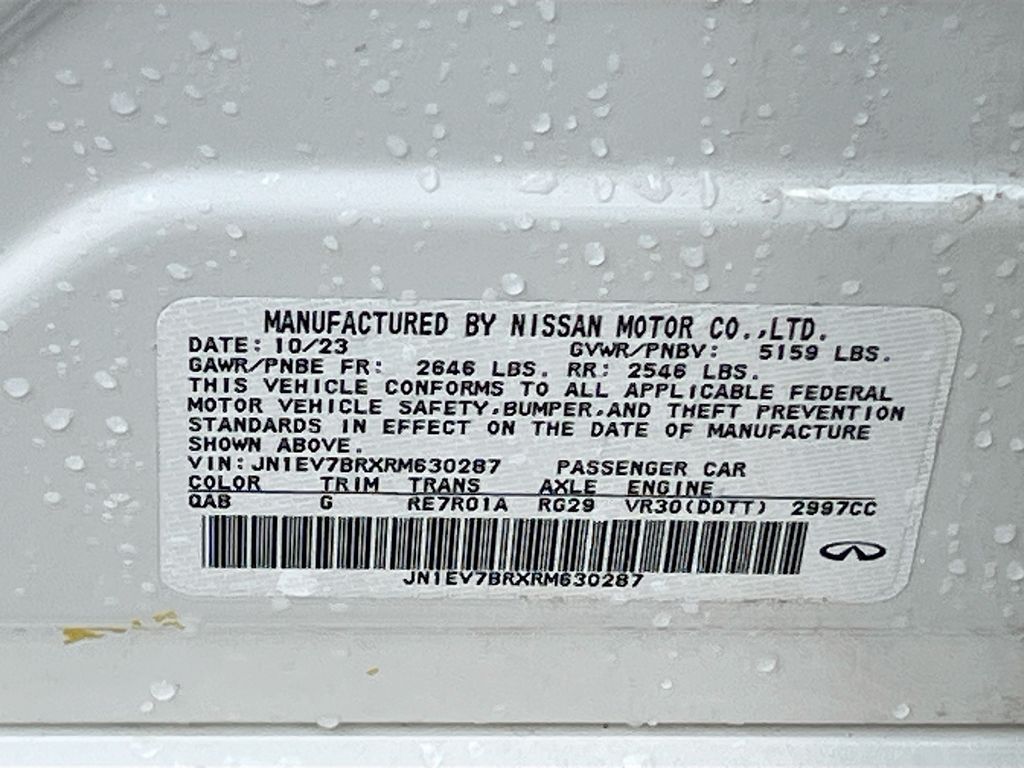 MANUFACTURED BY NISSAN MOTOR CO.,LTD.
DATE: 10/23 GVWR/PNBV: 5159 LBS.
GAWR/PNBE FR: 2646 LBS. RR: 2546 LBS.
THIS VEHICLE CONFORMS TO ALL APPLICABLE FEDERAL
MOTOR VEHICLE SAFETY,BUMPER,AND THEFT PREVENTION
STANDARDS IN EFFECT ON THE DATE OF MANUFACTURE
SHOWN ABOVE.
VIN: JN1EV7BRXRM630287 PASSENGER CAR
COLOR TRIM TRANS AXLE ENGINE
QAB G RE7R01A RG29 VR30(DDTT) 2997CC
JN1EV7BRXRM630287